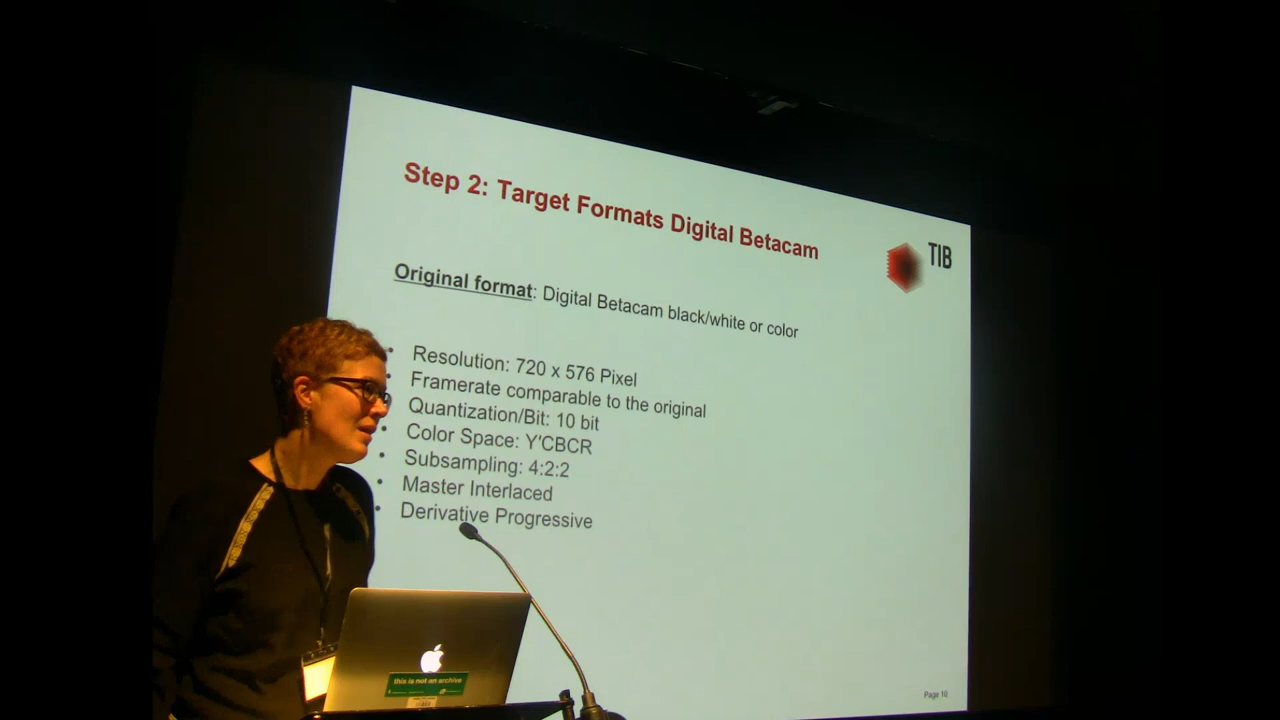 Step 2: Target Formats Digital Betacam
TIB
Original format: Digital Betacam black/white or color
• Resolution: 720 x 576 Pixel
• Framerate comparable to the original
• Quantization/Bit: 10 bit
• Color Space: Y'CBCR
• Subsampling: 4:2:2
• Master Interlaced
• Derivative Progressive
this is not an archive
Page 10